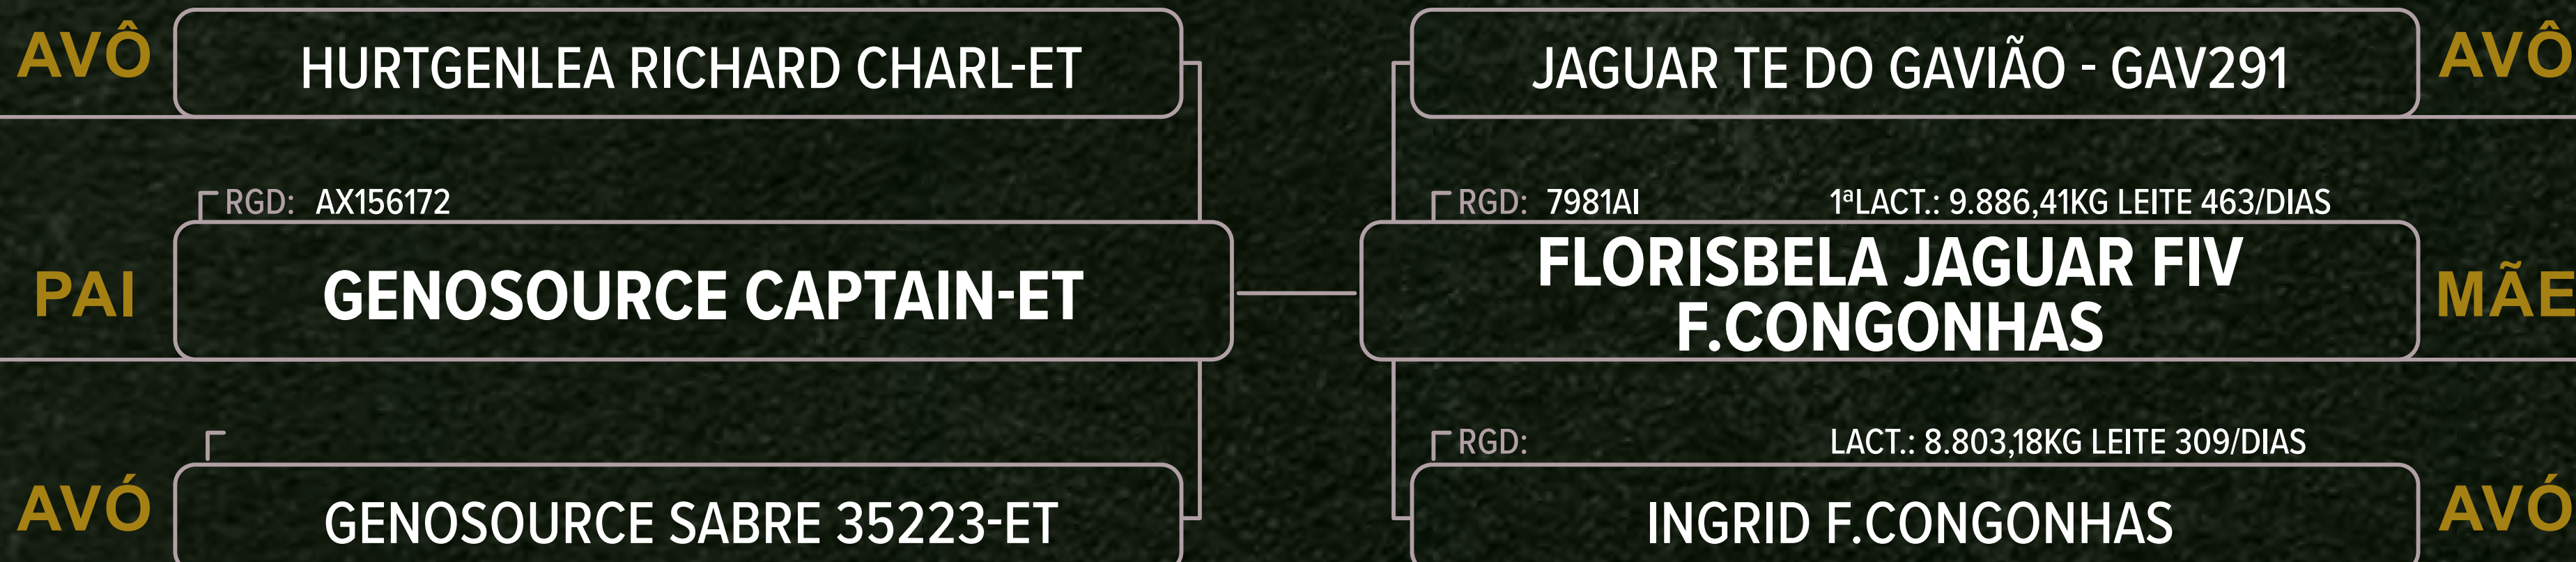 AVÔ
HURTGENLEA RICHARD CHARL-ET
RGD: AX156172
PAI
GENOSOURCE CAPTAIN-ET
AVÓ
GENOSOURCE SABRE 35223-ET
JAGUAR TE DO GAVIÃO - GAV291
AVÔ
RGD: 7981AI 1ªLACT.: 9.886,41KG LEITE 463/DIAS
FLORISBELA JAGUAR FIV
F.CONGONHAS
MÃE
RGD: LACT.: 8.803,18KG LEITE 309/DIAS
INGRID F.CONGONHAS
AVÓ